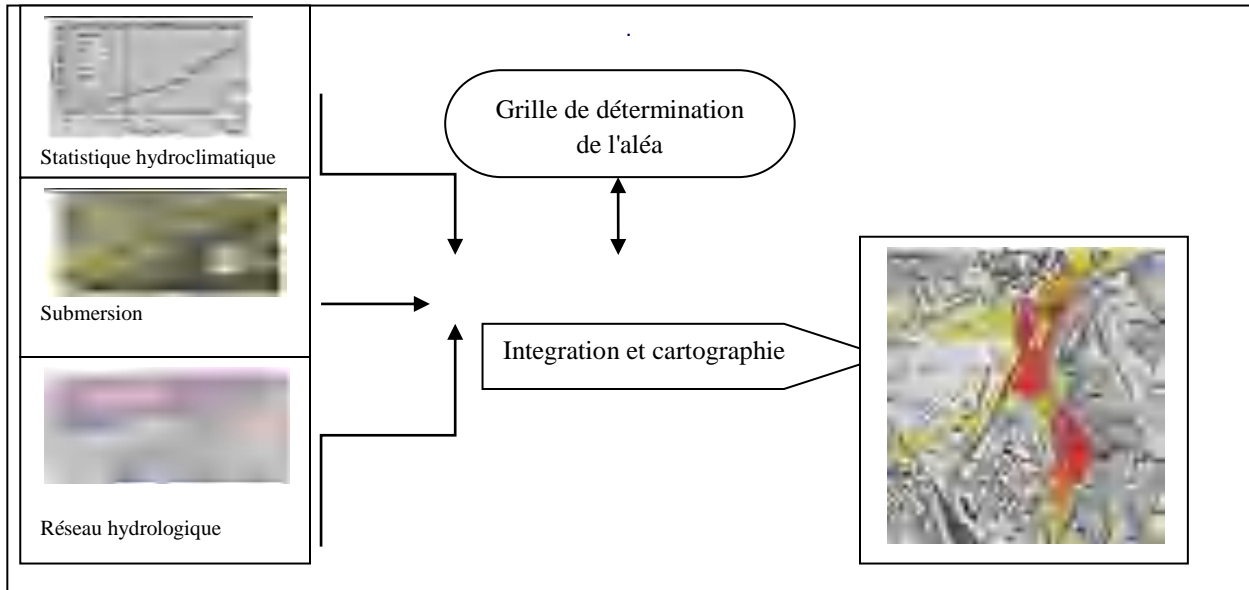 Statistique hydroclimatique
Submersion
Réseau hydrologique
Grille de détermination
de l'aléa
Integration et cartographie